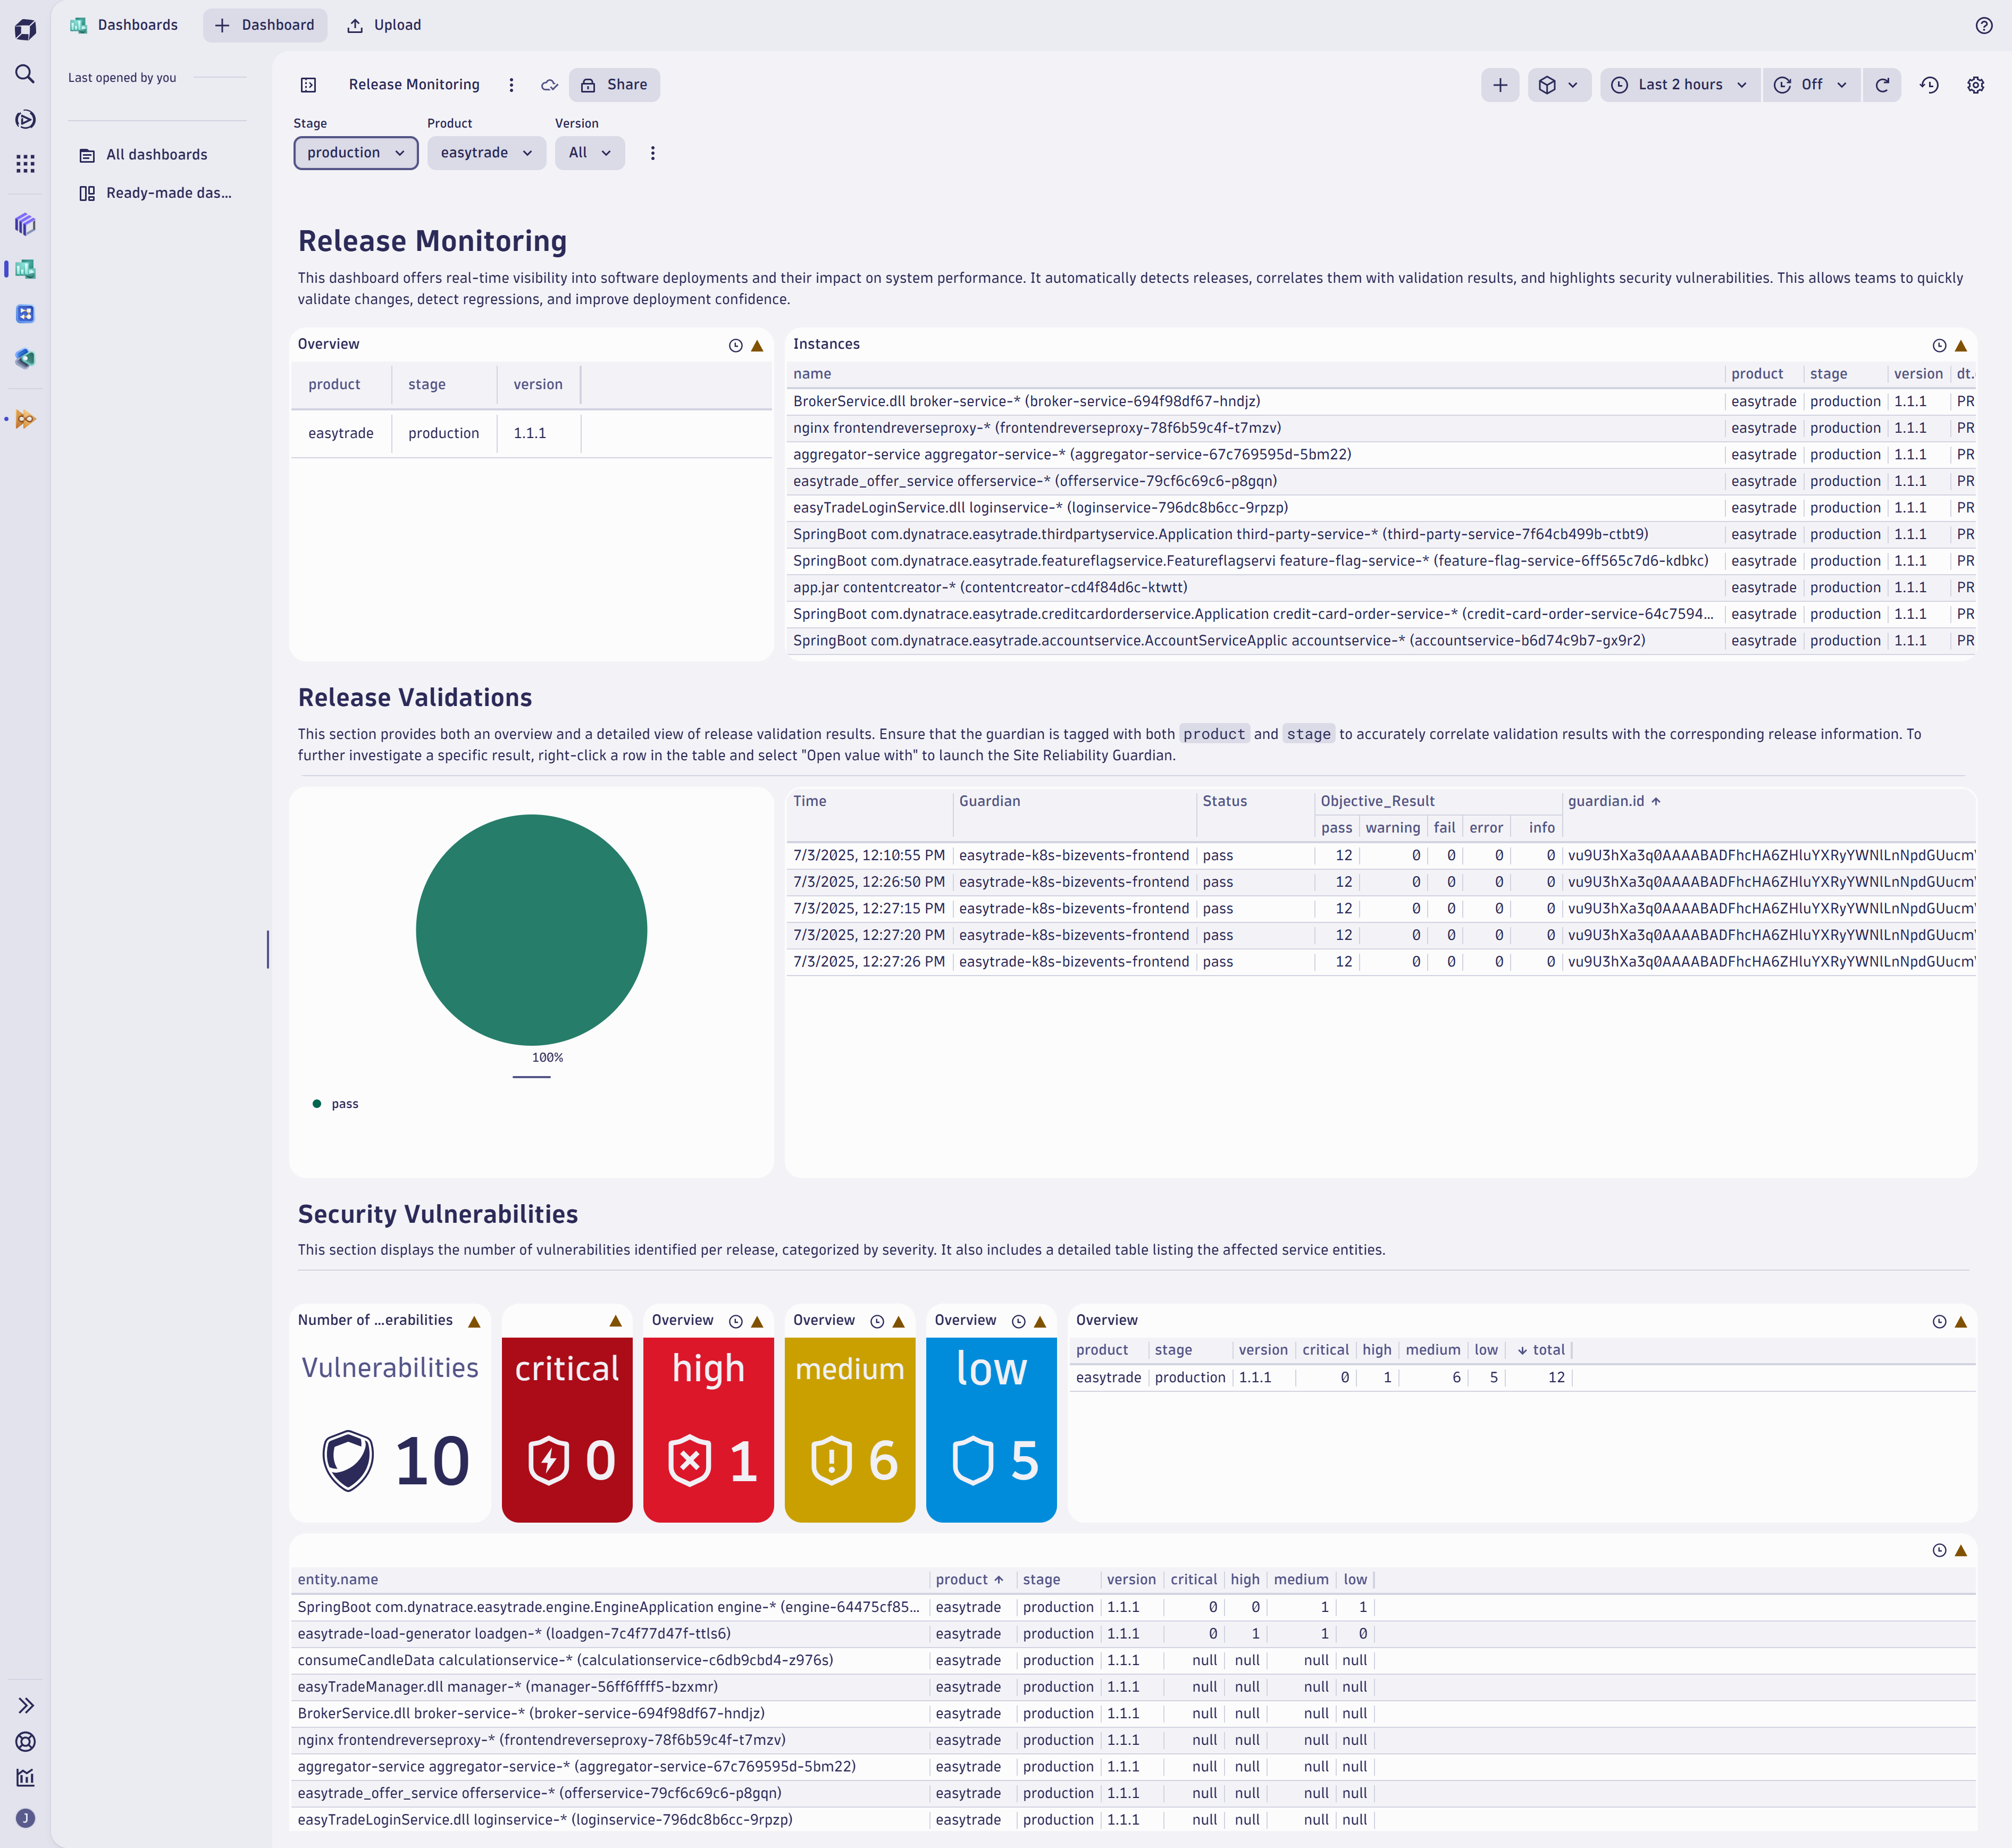 Dashboards
Dashboard
Upload
Last opened by you
All dashboards
Ready-made das...
Release Monitoring
Share
Last 2 hours
Off
Stage
Product
Version
production
easytrade
All
Release Monitoring
This dashboard offers real-time visibility into software deployments and their impact on system performance. It automatically detects releases, correlates them with validation results, and highlights security vulnerabilities. This allows teams to quickly
validate changes, detect regressions, and improve deployment confidence.
Overview
product stage version
easytrade production 1.1.1
Instances
name product stage version dt.
BrokerService.dll broker-service-* (broker-service-694f98df67-hndjz) easytrade production 1.1.1 PR
nginx frontendreverseproxy-* (frontendreverseproxy-78f6b59c4f-t7mzv) easytrade production 1.1.1 PR
aggregator-service aggregator-service-* (aggregator-service-67c769595d-5bm22) easytrade production 1.1.1 PR
easytrade_offer_service offerservice-* (offerservice-79cf6c69c6-p8gqn) easytrade production 1.1.1 PR
easyTradeLoginService.dll loginservice-* (loginservice-796dc8b6cc-9rpzp) easytrade production 1.1.1 PR
SpringBoot com.dynatrace.easytrade.thirdpartyservice.Application third-party-service-* (third-party-service-7f64cb499b-ctbt9) easytrade production 1.1.1 PR
SpringBoot com.dynatrace.easytrade.featureflagservice.Featureflagservi feature-flag-service-* (feature-flag-service-6ff565c7d6-kdbkc) easytrade production 1.1.1 PR
app.jar contentcreator-* (contentcreator-cd4f84d6c-ktwtt) easytrade production 1.1.1 PR
SpringBoot com.dynatrace.easytrade.creditcardorderservice.Application credit-card-order-service-* (credit-card-order-service-64c7594... easytrade production 1.1.1 PR
SpringBoot com.dynatrace.easytrade.accountservice.AccountServiceApplic accountservice-* (accountservice-b6d74c9b7-gx9r2) easytrade production 1.1.1 PR
Release Validations
This section provides both an overview and a detailed view of release validation results. Ensure that the guardian is tagged with both product and stage to accurately correlate validation results with the corresponding release information. To
further investigate a specific result, right-click a row in the table and select "Open value with" to launch the Site Reliability Guardian.
100%
pass
Time Guardian Status Objective_Result guardian.id
pass warning fail error info
7/3/2025, 12:10:55 PM easytrade-k8s-bizevents-frontend pass 12 0 0 0 0 vu9U3hXa3q0AAAABADFhcHA6ZHluYXRyYWNlLnNpdGUucm
7/3/2025, 12:26:50 PM easytrade-k8s-bizevents-frontend pass 12 0 0 0 0 vu9U3hXa3q0AAAABADFhcHA6ZHluYXRyYWNlLnNpdGUucm
7/3/2025, 12:27:15 PM easytrade-k8s-bizevents-frontend pass 12 0 0 0 0 vu9U3hXa3q0AAAABADFhcHA6ZHluYXRyYWNlLnNpdGUucm
7/3/2025, 12:27:20 PM easytrade-k8s-bizevents-frontend pass 12 0 0 0 0 vu9U3hXa3q0AAAABADFhcHA6ZHluYXRyYWNlLnNpdGUucm
7/3/2025, 12:27:26 PM easytrade-k8s-bizevents-frontend pass 12 0 0 0 0 vu9U3hXa3q0AAAABADFhcHA6ZHluYXRyYWNlLnNpdGUucm
Security Vulnerabilities
This section displays the number of vulnerabilities identified per release, categorized by severity. It also includes a detailed table listing the affected service entities.
Number of ...erabilities
Vulnerabilities
10
critical
0
Overview
high
1
Overview
medium
6
Overview
low
5
Overview
product stage version critical high medium low total
easytrade production 1.1.1 0 1 6 5 12
entity.name product stage version critical high medium low
SpringBoot com.dynatrace.easytrade.engine.EngineApplication engine-* (engine-64475cf85... easytrade production 1.1.1 0 0 1 1
easytrade-load-generator loadgen-* (loadgen-7c4f77d47f-ttls6) easytrade production 1.1.1 0 1 1 0
consumeCandleData calculationservice-* (calculationservice-c6db9cbd4-z976s) easytrade production 1.1.1 null null null null
easyTradeManager.dll manager-* (manager-56ff6ffff5-bzxmr) easytrade production 1.1.1 null null null null
BrokerService.dll broker-service-* (broker-service-694f98df67-hndjz) easytrade production 1.1.1 null null null null
nginx frontendreverseproxy-* (frontendreverseproxy-78f6b59c4f-t7mzv) easytrade production 1.1.1 null null null null
aggregator-service aggregator-service-* (aggregator-service-67c769595d-5bm22) easytrade production 1.1.1 null null null null
easytrade_offer_service offerservice-* (offerservice-79cf6c69c6-p8gqn) easytrade production 1.1.1 null null null null
easyTradeLoginService.dll loginservice-* (loginservice-796dc8b6cc-9rpzp) easytrade production 1.1.1 null null null null
J